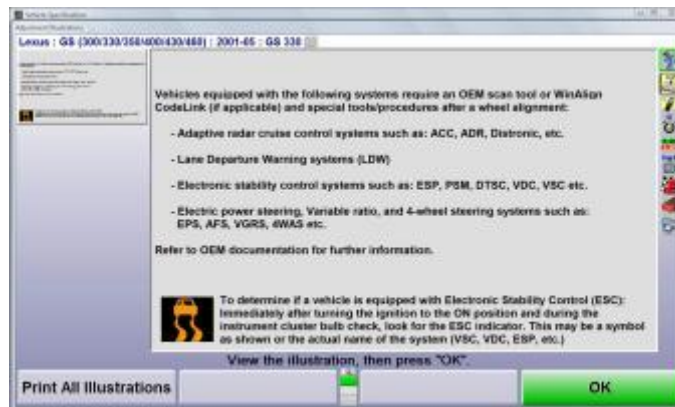 Vehicle Specification
Adjustment Illustrations
Lexus : GS (300/330/350/400/430/460) : 2001-05 : GS 330
Vehicles equipped with the following systems require an OEM scan tool or WinAlign
CodeLink (if applicable) and special tools/procedures after a wheel alignment:
- Adaptive radar cruise control systems such as: ACC, ADR, Distronic, etc.
- Lane Departure Warning systems (LDW)
- Electronic stability control systems such as: ESP, PSM, DTSC, VDC, VSC etc.
- Electric power steering, Variable ratio, and 4-wheel steering systems such as:
EPS, AFS, VGRS, 4WAS etc.
Refer to OEM documentation for further information.
To determine if a vehicle is equipped with Electronic Stability Control (ESC):
Immediately after turning the ignition to the ON position and during the
instrument cluster bulb check, look for the ESC indicator. This may be a symbol
as shown or the actual name of the system (VSC, VDC, ESP, etc.)
View the illustration, then press "OK".
Print All Illustrations
OK